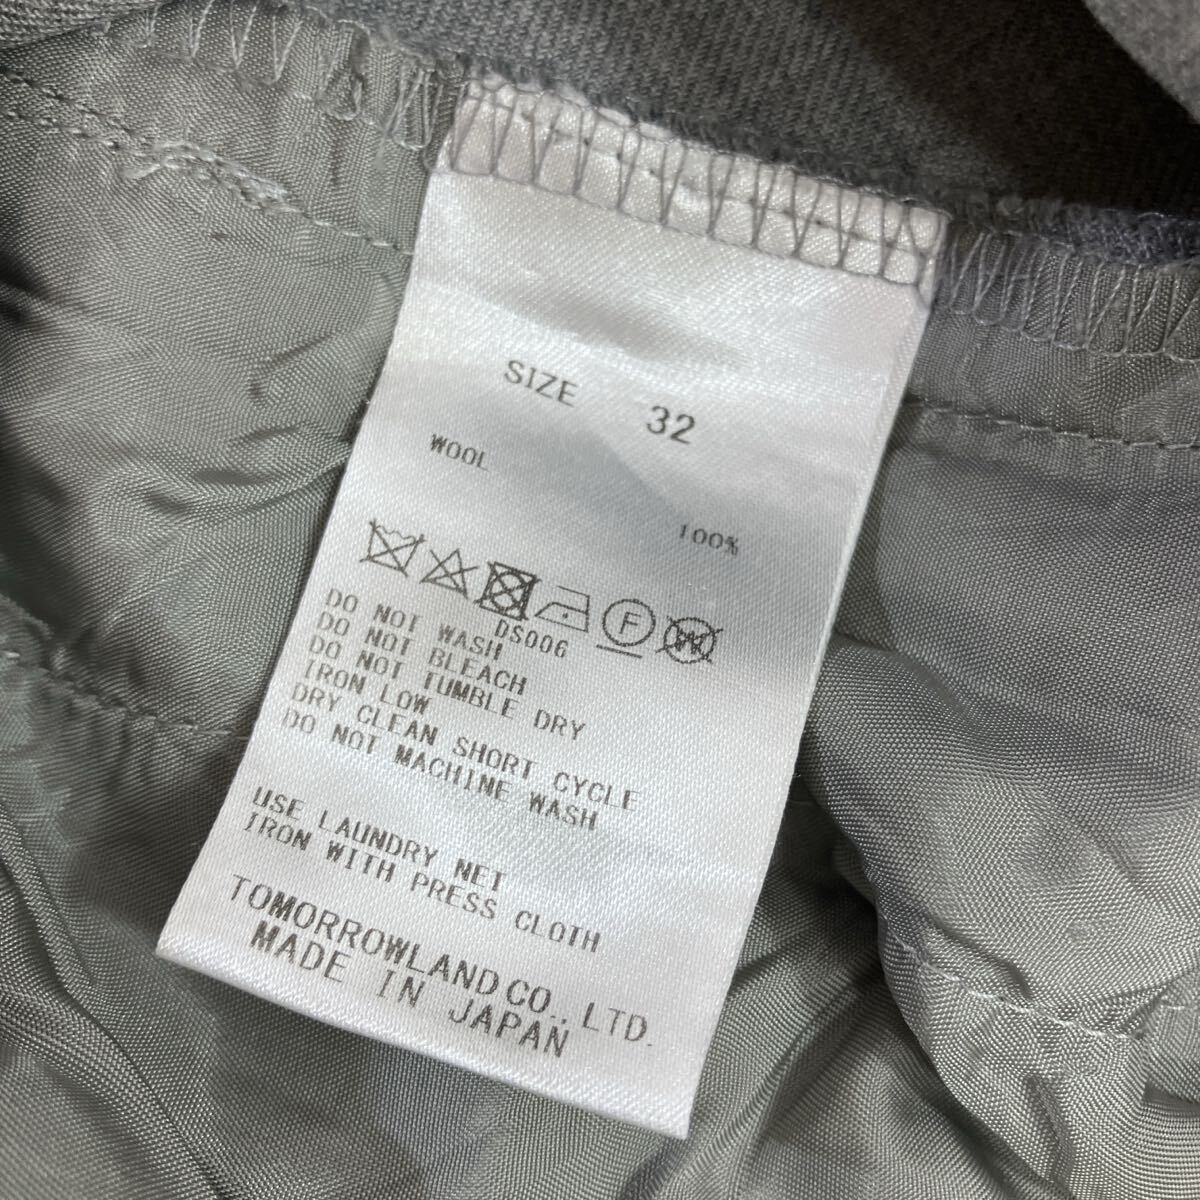 SIZE 32
WOOL
100%
F W
DS006
DO NOT WASH
DO NOT BLEACH
DO NOT TUMBLE DRY
IRON LOW
DRY CLEAN SHORT CYCLE
DO NOT MACHINE WASH
USE LAUNDRY NET
IRON WITH PRESS CLOTH
TOMORROWLAND CO., LTD.
MADE IN JAPAN